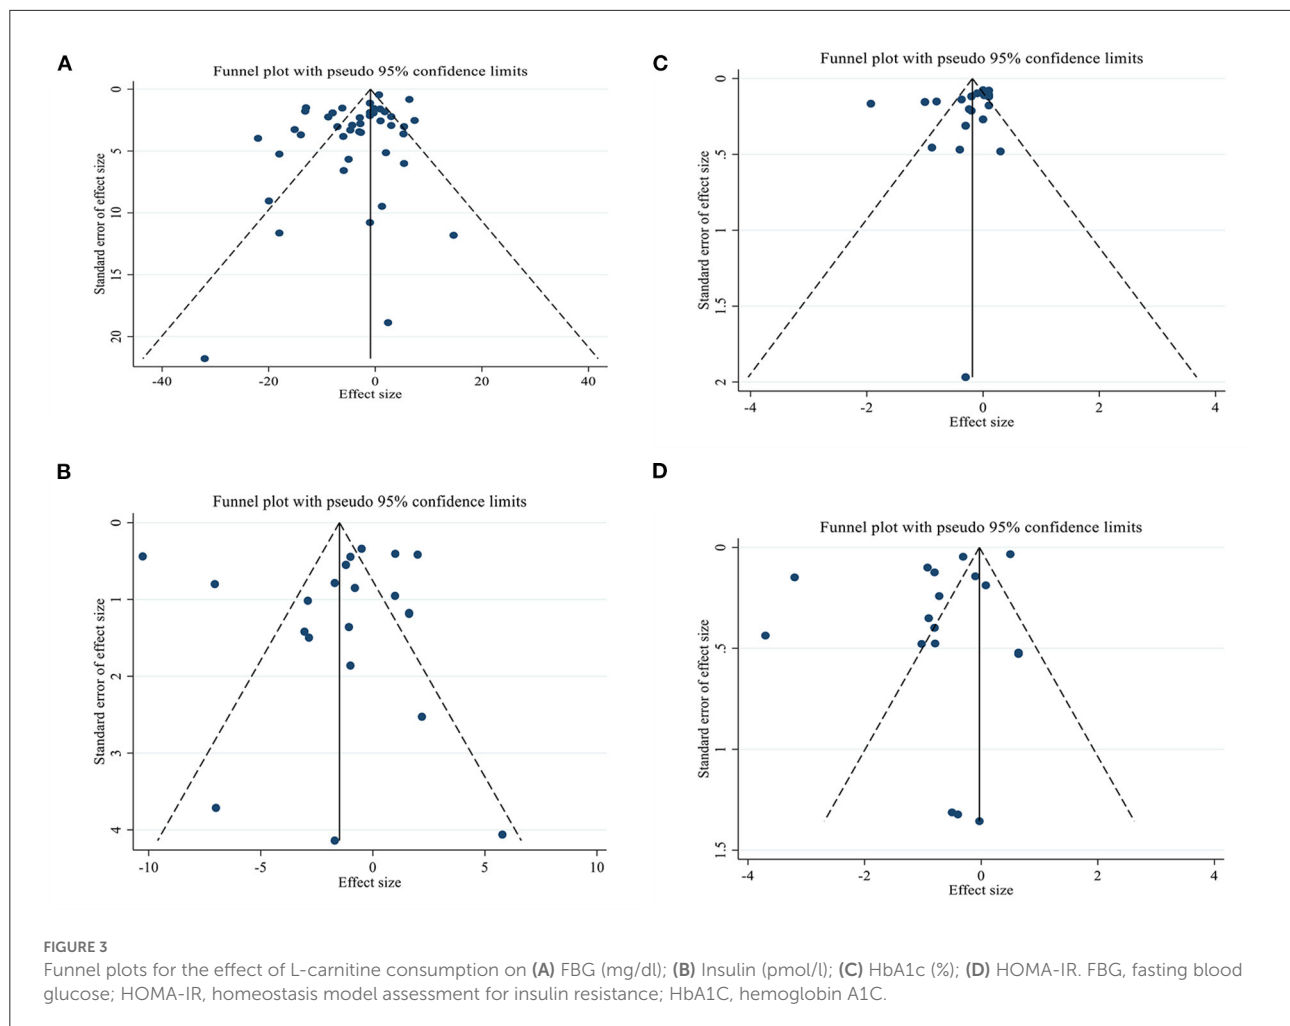 A
Funnel plot with pseudo 95% confidence limits
Standard error of effect size
0
5
10
15
20
-40
-20
0
20
40
Effect size
C
Funnel plot with pseudo 95% confidence limits
Standard error of effect size
0
.5
1
1.5
2
-4
-2
0
2
4
Effect size
B
Funnel plot with pseudo 95% confidence limits
Standard error of effect size
0
1
2
3
4
-10
-5
0
5
10
Effect size
D
Funnel plot with pseudo 95% confidence limits
Standard error of effect size
0
.5
1
1.5
-4
-2
0
2
4
Effect size
FIGURE 3
Funnel plots for the effect of L-carnitine consumption on (A) FBG (mg/dl); (B) Insulin (pmol/l); (C) HbA1c (%); (D) HOMA-IR. FBG, fasting blood
glucose; HOMA-IR, homeostasis model assessment for insulin resistance; HbA1C, hemoglobin A1C.